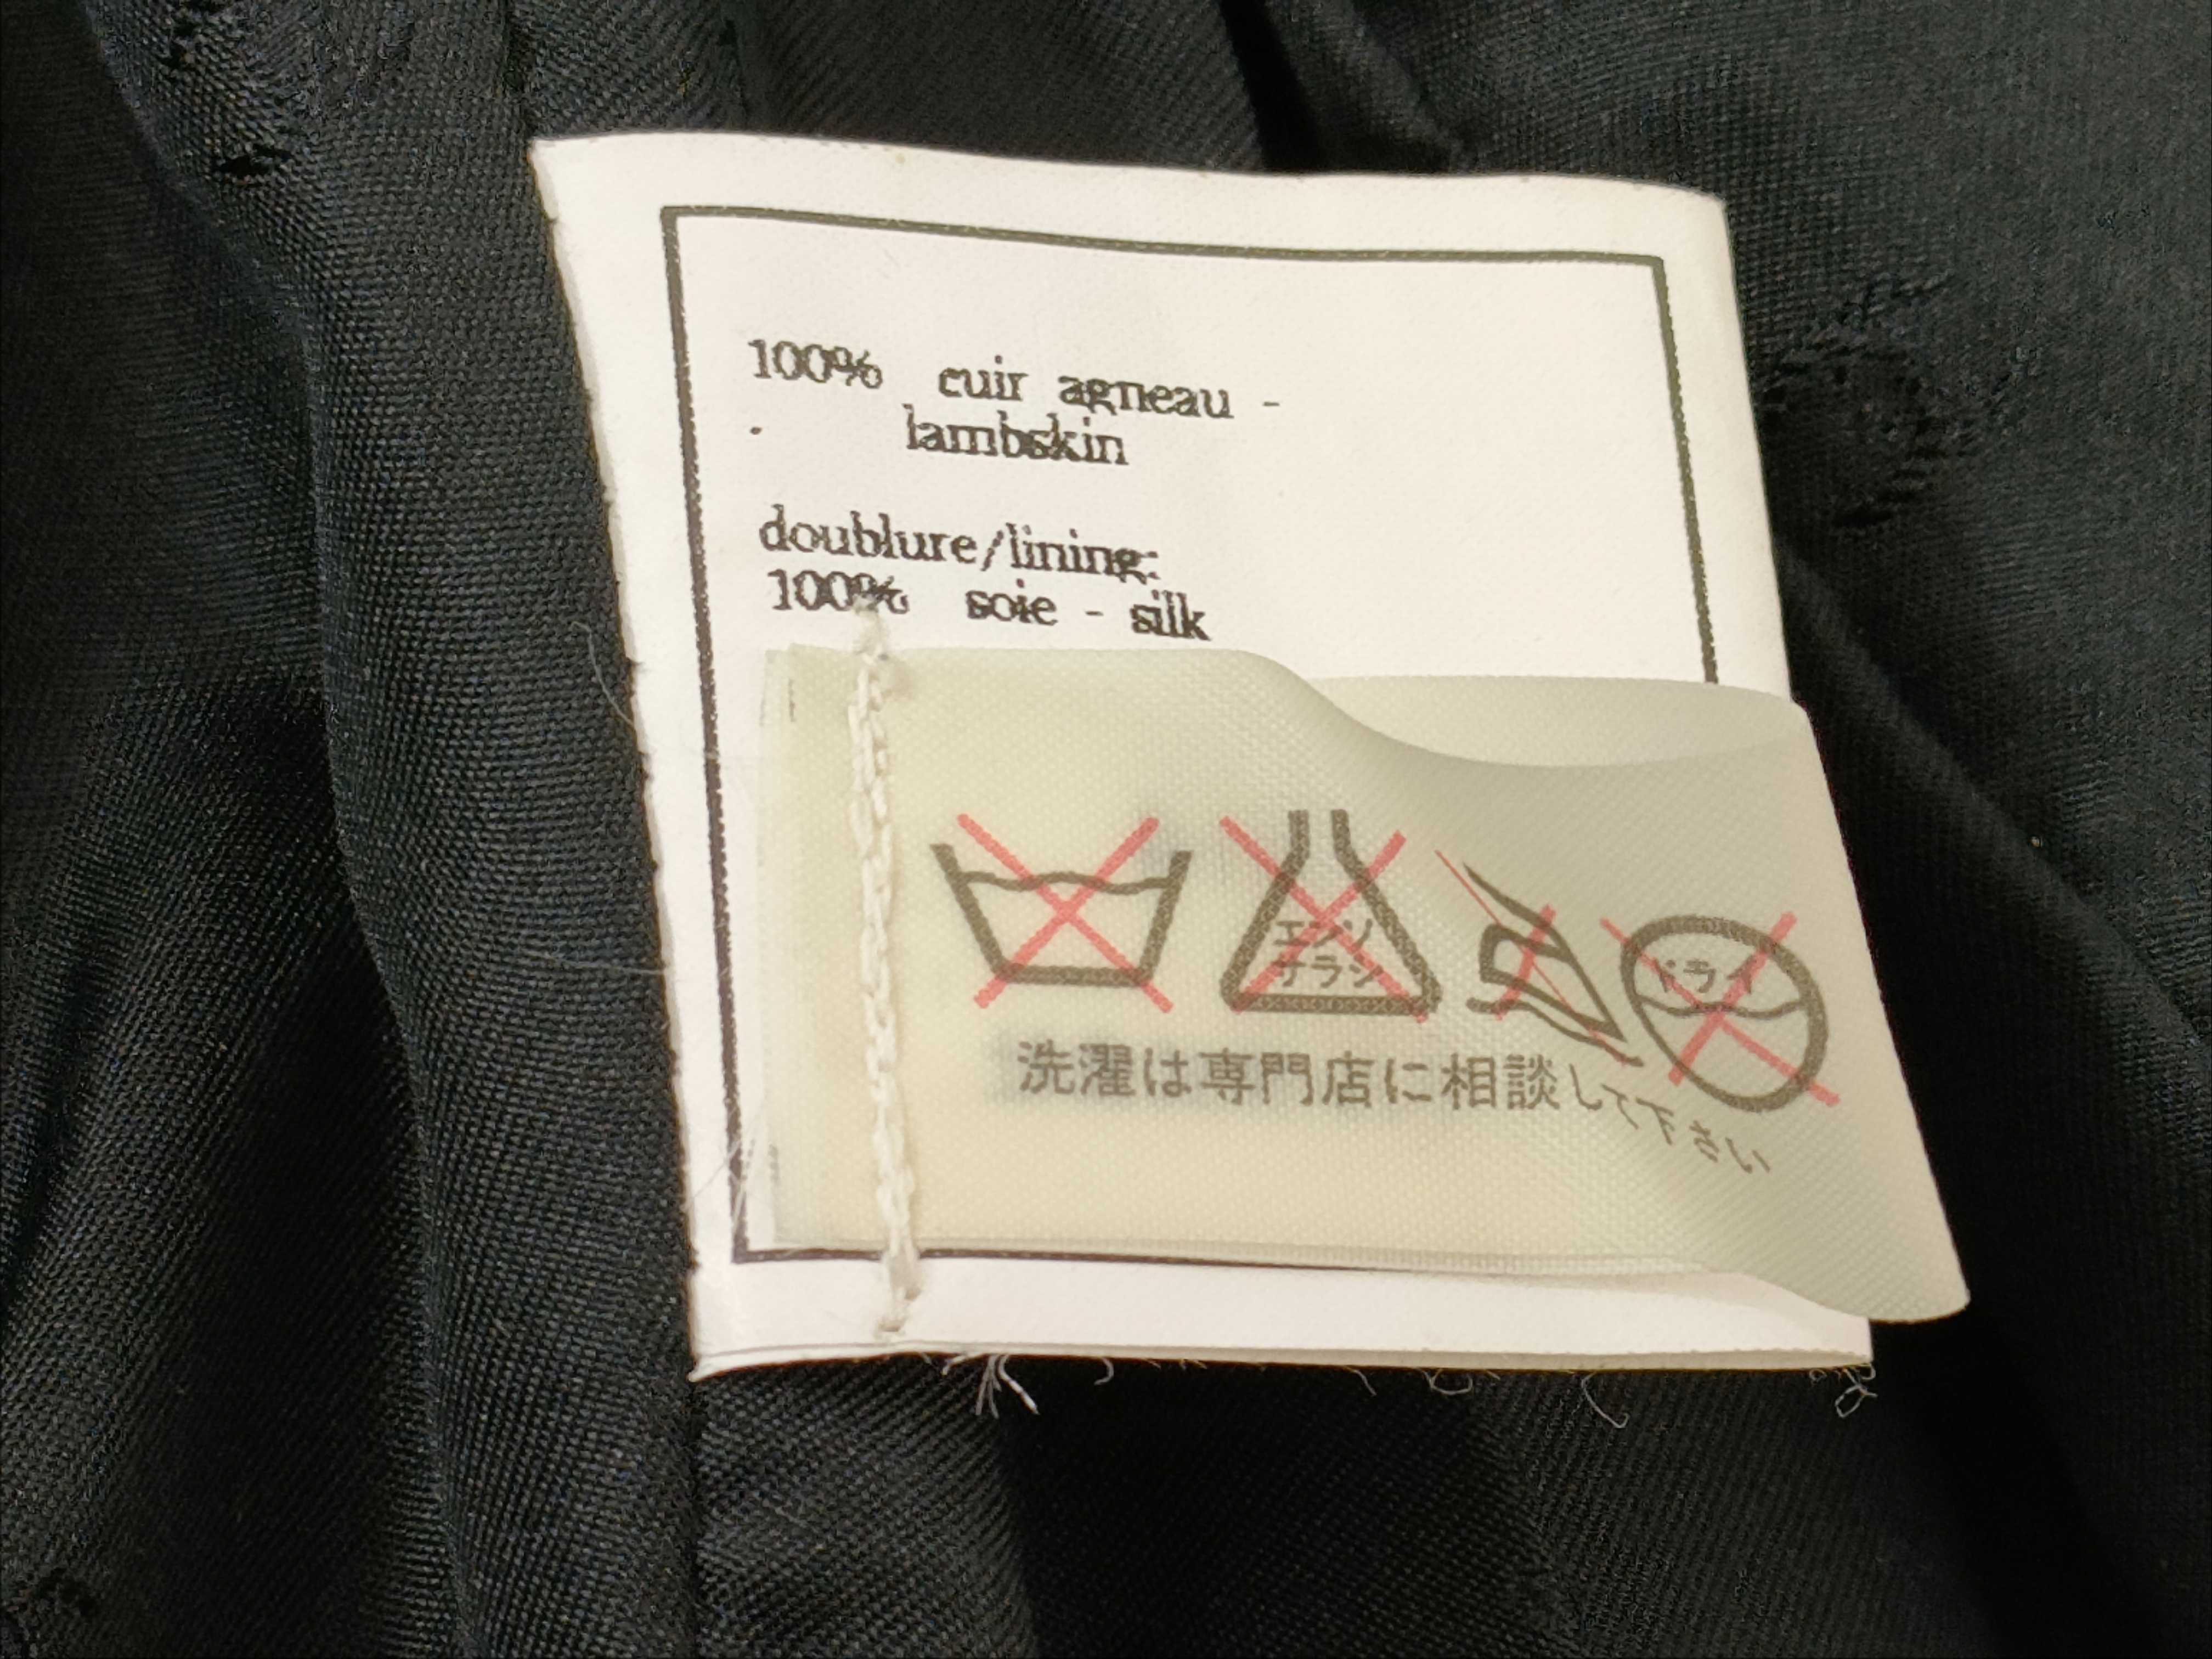 100% cuir agneau -
. lambskin
doublure/lining:
100% soie - silk
エンソ
サラシ
ドライ
洗濯は専門店に相談して下さい